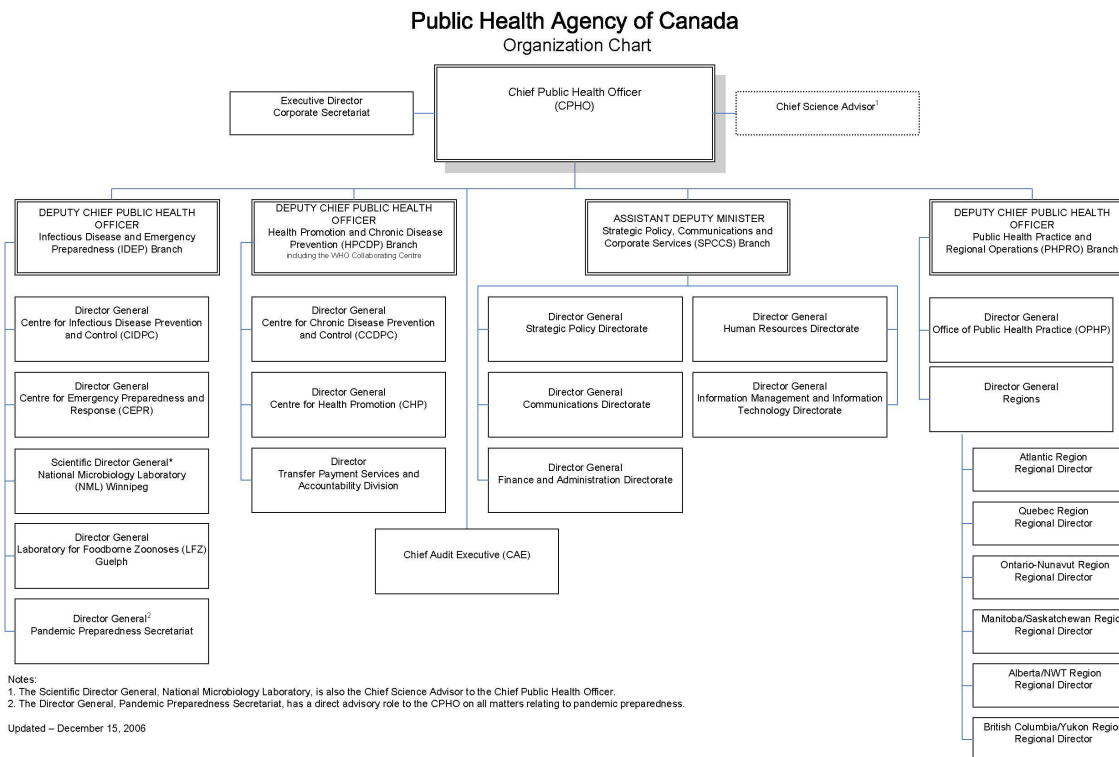 Public Health Agency of Canada
Organization Chart
Chief Public Health Officer
(CPHO)
Executive Director
Corporate Secretariat
Chief Science Advisor1
DEPUTY CHIEF PUBLIC HEALTH
OFFICER
Infectious Disease and Emergency
Preparedness (IDEP) Branch
DEPUTY CHIEF PUBLIC HEALTH
OFFICER
Health Promotion and Chronic Disease
Prevention (HPCDP) Branch
including the WHO Collaborating Centre
ASSISTANT DEPUTY MINISTER
Strategic Policy, Communications and
Corporate Services (SPCCS) Branch
DEPUTY CHIEF PUBLIC HEALTH
OFFICER
Public Health Practice and
Regional Operations (PHPRO) Branch
Director General
Centre for Infectious Disease Prevention
and Control (CIDPC)
Director General
Centre for Emergency Preparedness and
Response (CEPR)
Scientific Director General*
National Microbiology Laboratory
(NML) Winnipeg
Director General
Laboratory for Foodborne Zoonoses (LFZ)
Guelph
Director General2
Pandemic Preparedness Secretariat
Director General
Centre for Chronic Disease Prevention
and Control (CCDPC)
Director General
Centre for Health Promotion (CHP)
Director
Transfer Payment Services and
Accountability Division
Chief Audit Executive (CAE)
Director General
Strategic Policy Directorate
Director General
Communications Directorate
Director General
Finance and Administration Directorate
Director General
Human Resources Directorate
Director General
Information Management and Information
Technology Directorate
Director General
Office of Public Health Practice (OPHP)
Director General
Regions
Atlantic Region
Regional Director
Quebec Region
Regional Director
Ontario-Nunavut Region
Regional Director
Manitoba/Saskatchewan Regio
Regional Director
Alberta/NWT Region
Regional Director
British Columbia/Yukon Regio
Regional Director
Notes:
1. The Scientific Director General, National Microbiology Laboratory, is also the Chief Science Advisor to the Chief Public Health Officer.
2. The Director General, Pandemic Preparedness Secretariat, has a direct advisory role to the CPHO on all matters relating to pandemic preparedness.
Updated – December 15, 2006